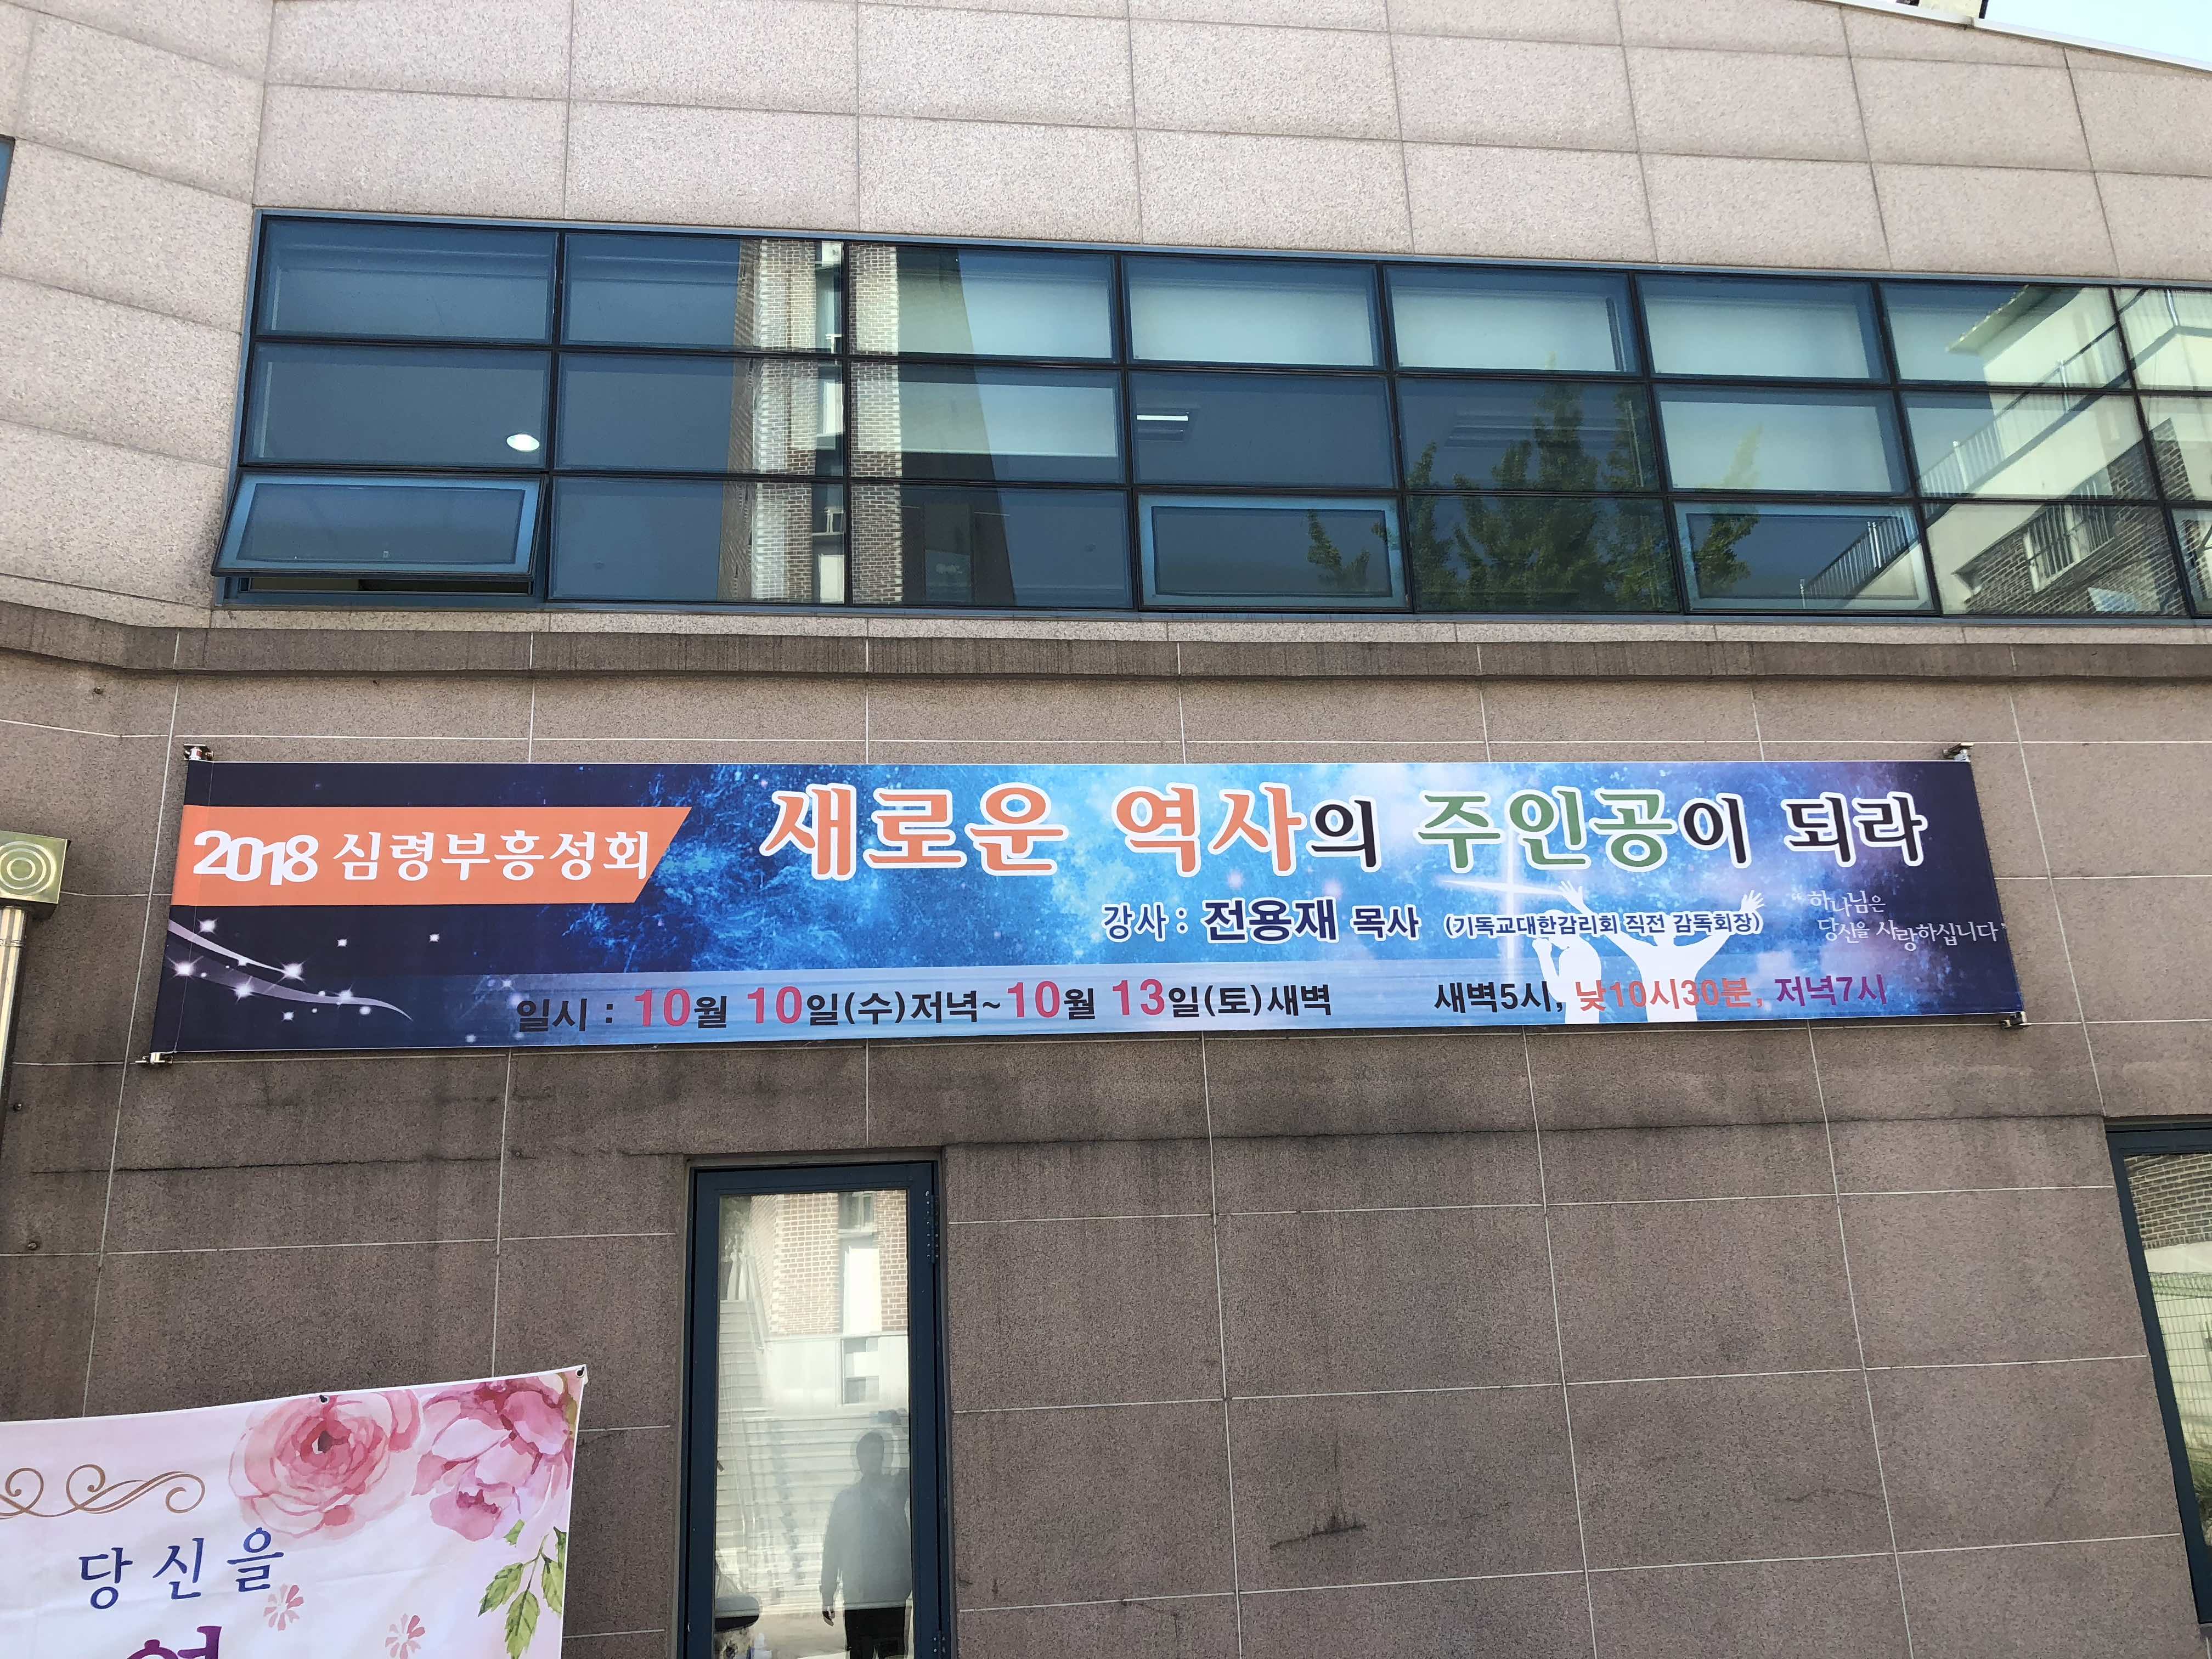 2018 심령부흥성회
새로운 역사의 주인공이 되라
강사 : 전용재 목사 (기독교대한감리회 직전 감독회장)
"하나님은
당신을 사랑하십니다"
일시 : 10월 10일(수)저녁~10월 13일(토)새벽 새벽5시, 낮10시30분, 저녁7시
당신을